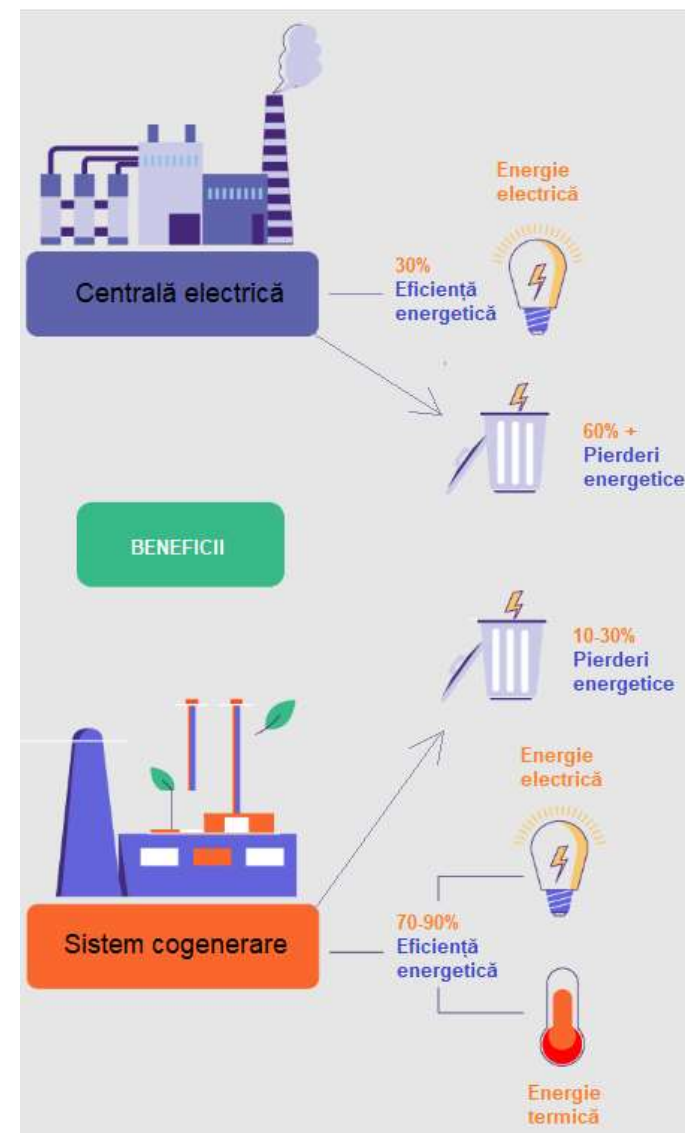 Energie
electrică
Centrală electrică
30%
Eficiență
energetică
60% +
Pierderi
energetice
BENEFICII
10-30%
Pierderi
energetice
Energie
electrică
Sistem cogenerare
70-90%
Eficiență
energetică
Energie
termică